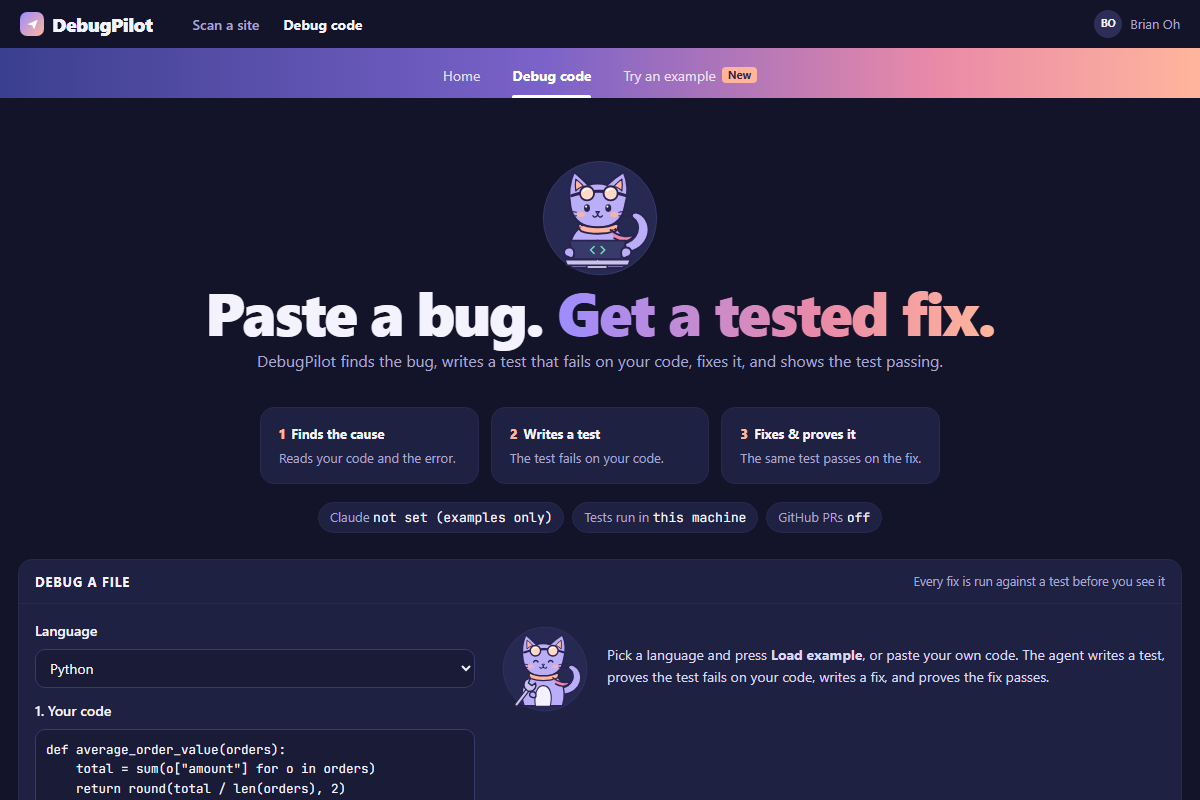 DebugPilot
Scan a site
Debug code
BO
Brian Oh
Home
Debug code
Try an example New
< >
Paste a bug. Get a tested fix.
DebugPilot finds the bug, writes a test that fails on your code, fixes it, and shows the test passing.
1 Finds the cause
Reads your code and the error.
2 Writes a test
The test fails on your code.
3 Fixes & proves it
The same test passes on the fix.
Claude not set (examples only)
Tests run in this machine
GitHub PRs off
DEBUG A FILE
Every fix is run against a test before you see it
Language
Python
Pick a language and press Load example, or paste your own code. The agent writes a test,
proves the test fails on your code, writes a fix, and proves the fix passes.
1. Your code
def average_order_value(orders):
    total = sum(o["amount"] for o in orders)
    return round(total / len(orders), 2)